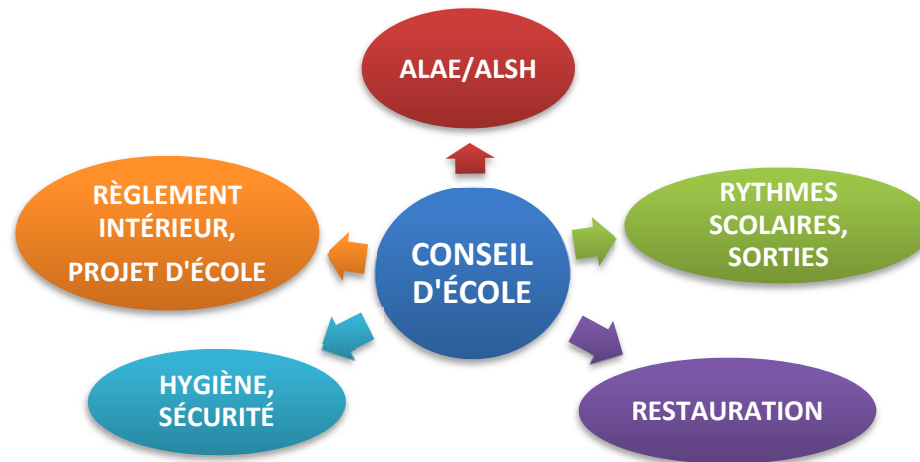 ALAE/ALSH
RÈGLEMENT
INTÉRIEUR,
PROJET D'ÉCOLE
RYTHMES
SCOLAIRES,
SORTIES
CONSEIL
D'ÉCOLE
HYGIÈNE,
SÉCURITÉ
RESTAURATION